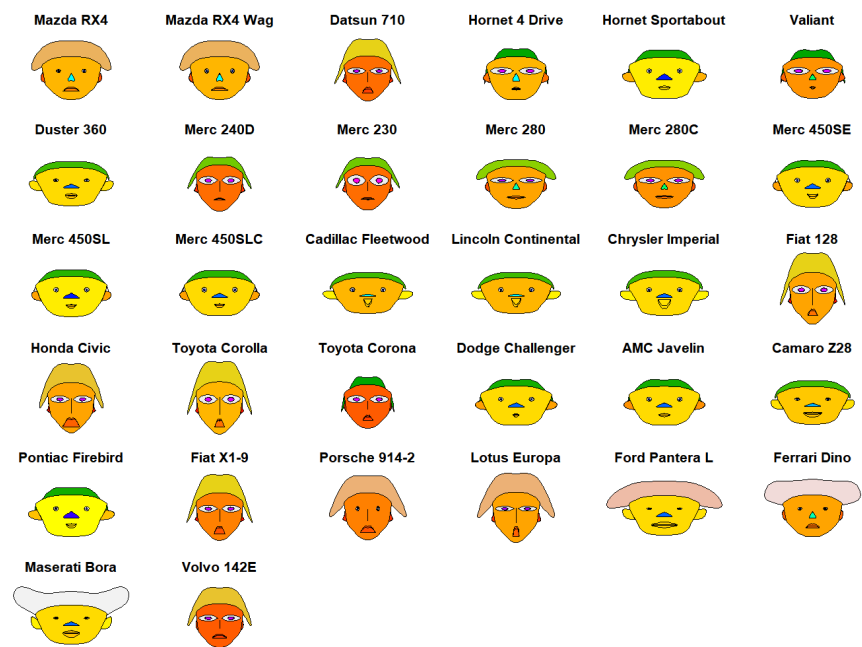 Mazda RX4 Mazda RX4 Wag Datsun 710 Hornet 4 Drive Hornet Sportabout Valiant
Duster 360 Merc 240D Merc 230 Merc 280 Merc 280C Merc 450SE
Merc 450SL Merc 450SLC Cadillac Fleetwood Lincoln Continental Chrysler Imperial Fiat 128
Honda Civic Toyota Corolla Toyota Corona Dodge Challenger AMC Javelin Camaro Z28
Pontiac Firebird Fiat X1-9 Porsche 914-2 Lotus Europa Ford Pantera L Ferrari Dino
Maserati Bora Volvo 142E